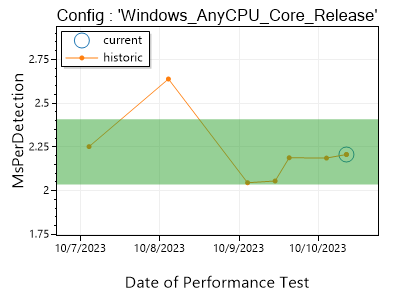 Config : 'Windows_AnyCPU_Core_Release'
current
historic
2.75
2.5
2.25
2
1.75
MsPerDetection
10/7/2023 10/8/2023 10/9/2023 10/10/2023
Date of Performance Test